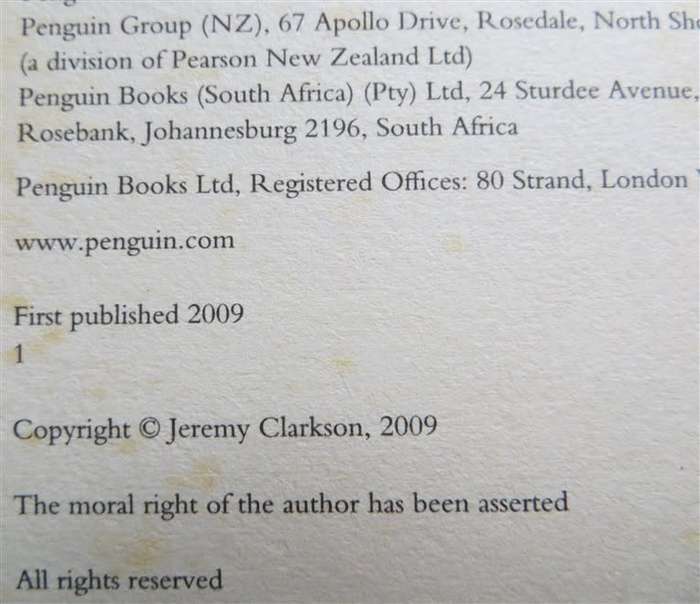 Penguin Group (NZ), 67 Apollo Drive, Rosedale, North
(a division of Pearson New Zealand Ltd)
Penguin Books (South Africa) (Pty) Ltd, 24 Sturdee Avenue,
Rosebank, Johannesburg 2196, South Africa
Penguin Books Ltd, Registered Offices: 80 Strand, London
www.penguin.com
First published 2009
1
Copyright © Jeremy Clarkson, 2009
The moral right of the author has been asserted
All rights reserved